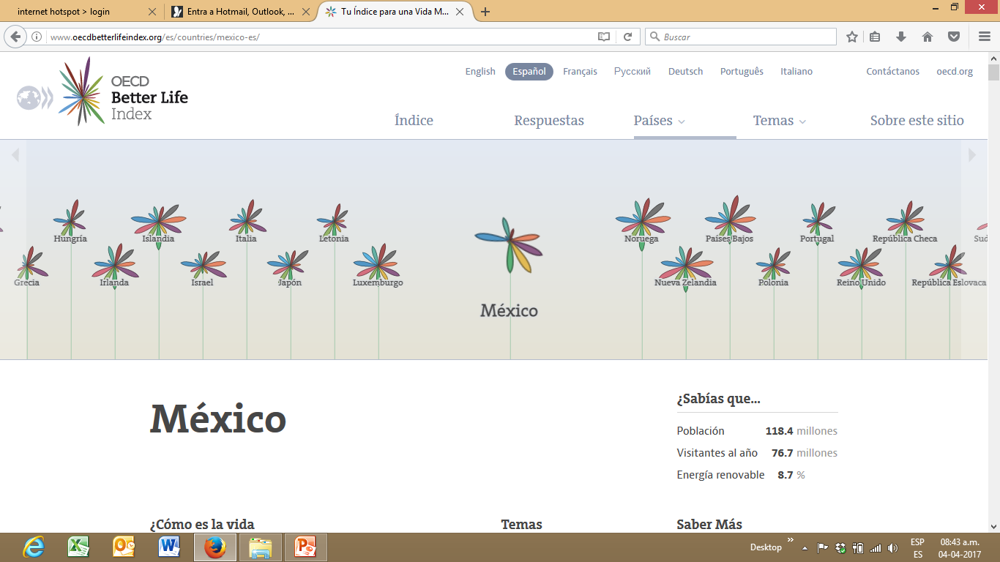 internet hotspot > login
Entra a Hotmail, Outlook, ...
Tu Índice para una Vida M...
www.oecdbetterlifeindex.org/es/countries/mexico-es/
Buscar
OECD
Better Life
Index
English Español Français Русский Deutsch Português Italiano Contáctanos oecd.org
Índice Respuestas Países Temas Sobre este sitio
Hungría Islandia Italia Letonia Noruega Países Bajos Portugal República Checa Sud
Grecia Irlanda Israel Japón Luxemburgo Nueva Zelandia Polonia Reino Unido República Eslovaca
México
México
¿Sabías que...
Población 118.4 millones
Visitantes al año 76.7 millones
Energía renovable 8.7 %
¿Cómo es la vida Temas Saber Más
Desktop
ESP
ES
08:43 a.m.
04-04-2017